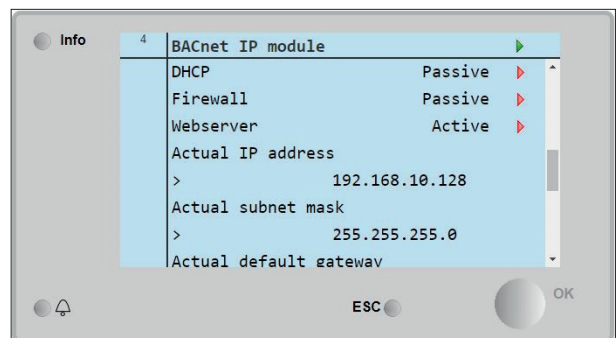 Info
4
BACnet IP module
DHCP Passive
Firewall Passive
Webserver Active
Actual IP address
> 192.168.10.128
Actual subnet mask
> 255.255.255.0
Actual default gateway
ESC
OK